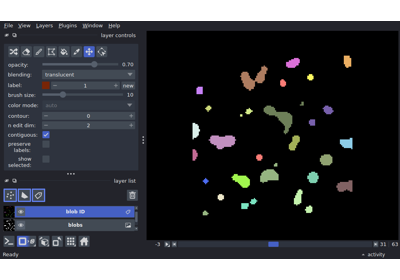 File View Layers Plugins Window Help
layer controls
opacity: 0.70
blending: translucent
label: 1 new
brush size: 10
color mode: auto
contour: 0
n edit dim: 2
contiguous:
preserve
labels:
show
selected:
layer list
blob ID
blobs
-3 31 63
Ready activity